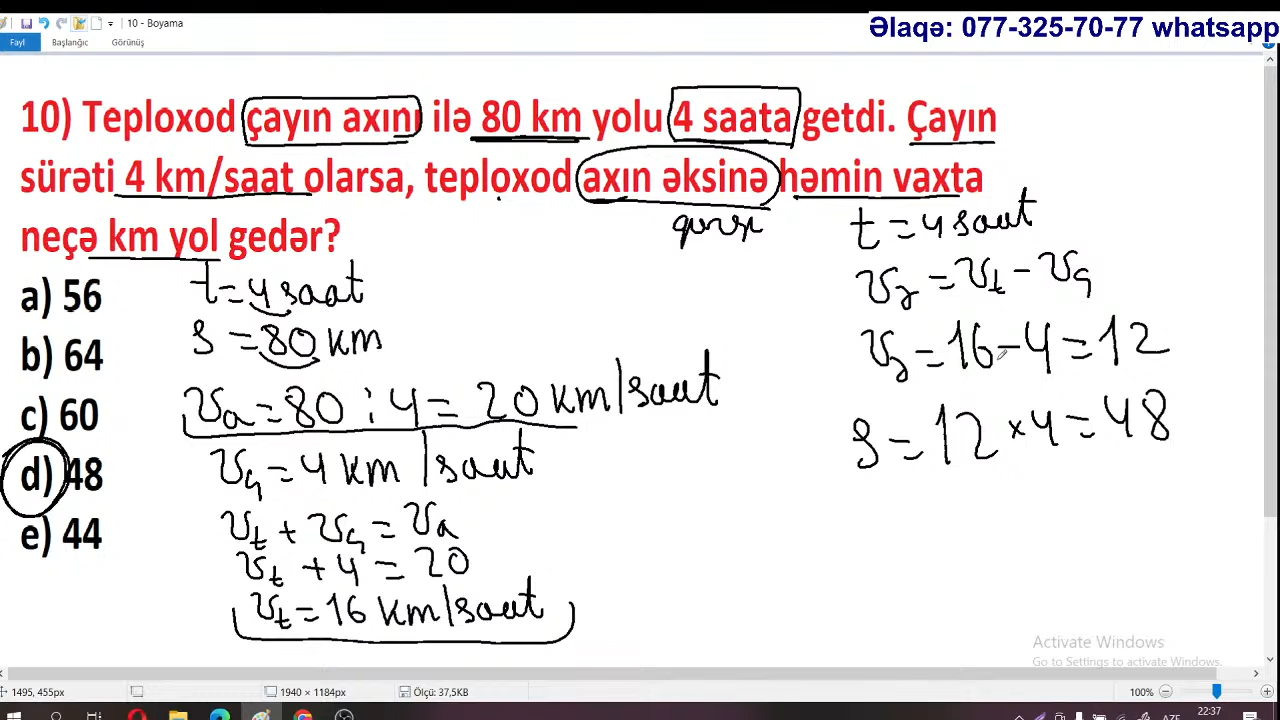 10 - Boyama
Əlaqə: 077-325-70-77 whatsapp
Fayl Başlanğıc Görünüş
10) Teploxod çayın axını ilə 80 km yolu 4 saata getdi. Çayın
sürəti 4 km/saat olarsa, teploxod axın əksinə həmin vaxta
neçə km yol gedər?
qarşı
a) 56
b) 64
c) 60
d) 48
e) 44
t = 4 saat
S = 80 km
Va = 80 : 4 = 20 km/saat
Vç = 4 km/saat
Vt + Vç = Va
Vt + 4 = 20
Vt = 16 km/saat
t = 4 saat
Vy = Vt - Vç
Vy = 16 - 4 = 12
S = 12 × 4 = 48
Activate Windows
Go to Settings to activate Windows.
1495, 455px 1940 × 1184px Ölçü: 37,5KB 100%
AZE 22:37